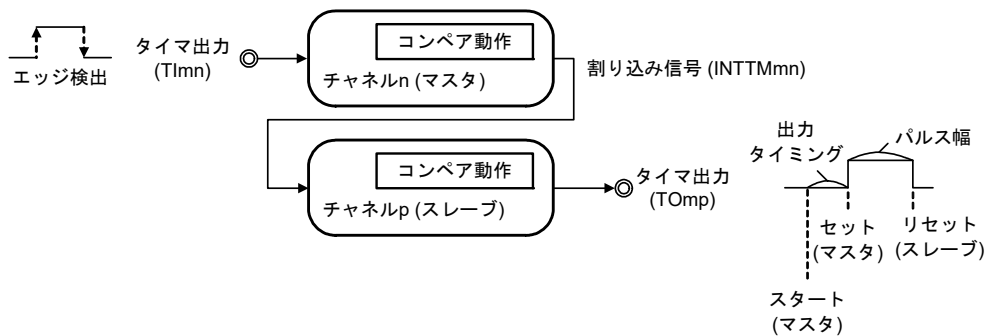 エッジ検出
タイマ出力
(TImn)
コンペア動作
チャネルn (マスタ)
割り込み信号 (INTTMmn)
コンペア動作
チャネルp (スレーブ)
タイマ出力
(TOmp)
出力
タイミング
パルス幅
セット
(マスタ)
リセット
(スレーブ)
スタート
(マスタ)